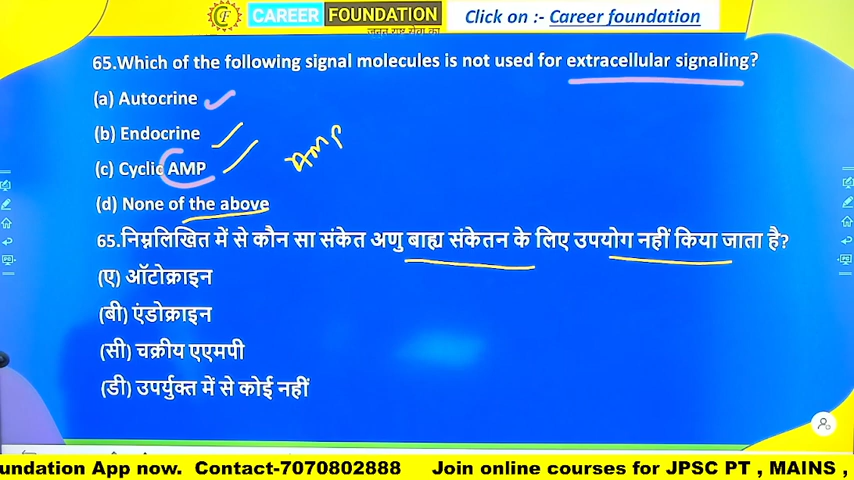 CF CAREER FOUNDATION
Click on :- Career foundation
65.Which of the following signal molecules is not used for extracellular signaling?
(a) Autocrine
(b) Endocrine
(c) Cyclic AMP
AMP
(d) None of the above
65.निम्नलिखित में से कौन सा संकेत अणु बाह्य संकेतन के लिए उपयोग नहीं किया जाता है?
(ए) ऑटोक्राइन
(बी) एंडोक्राइन
(सी) चक्रीय एएमपी
(डी) उपर्युक्त में से कोई नहीं
undation App now. Contact-7070802888 Join online courses for JPSC PT , MAINS ,